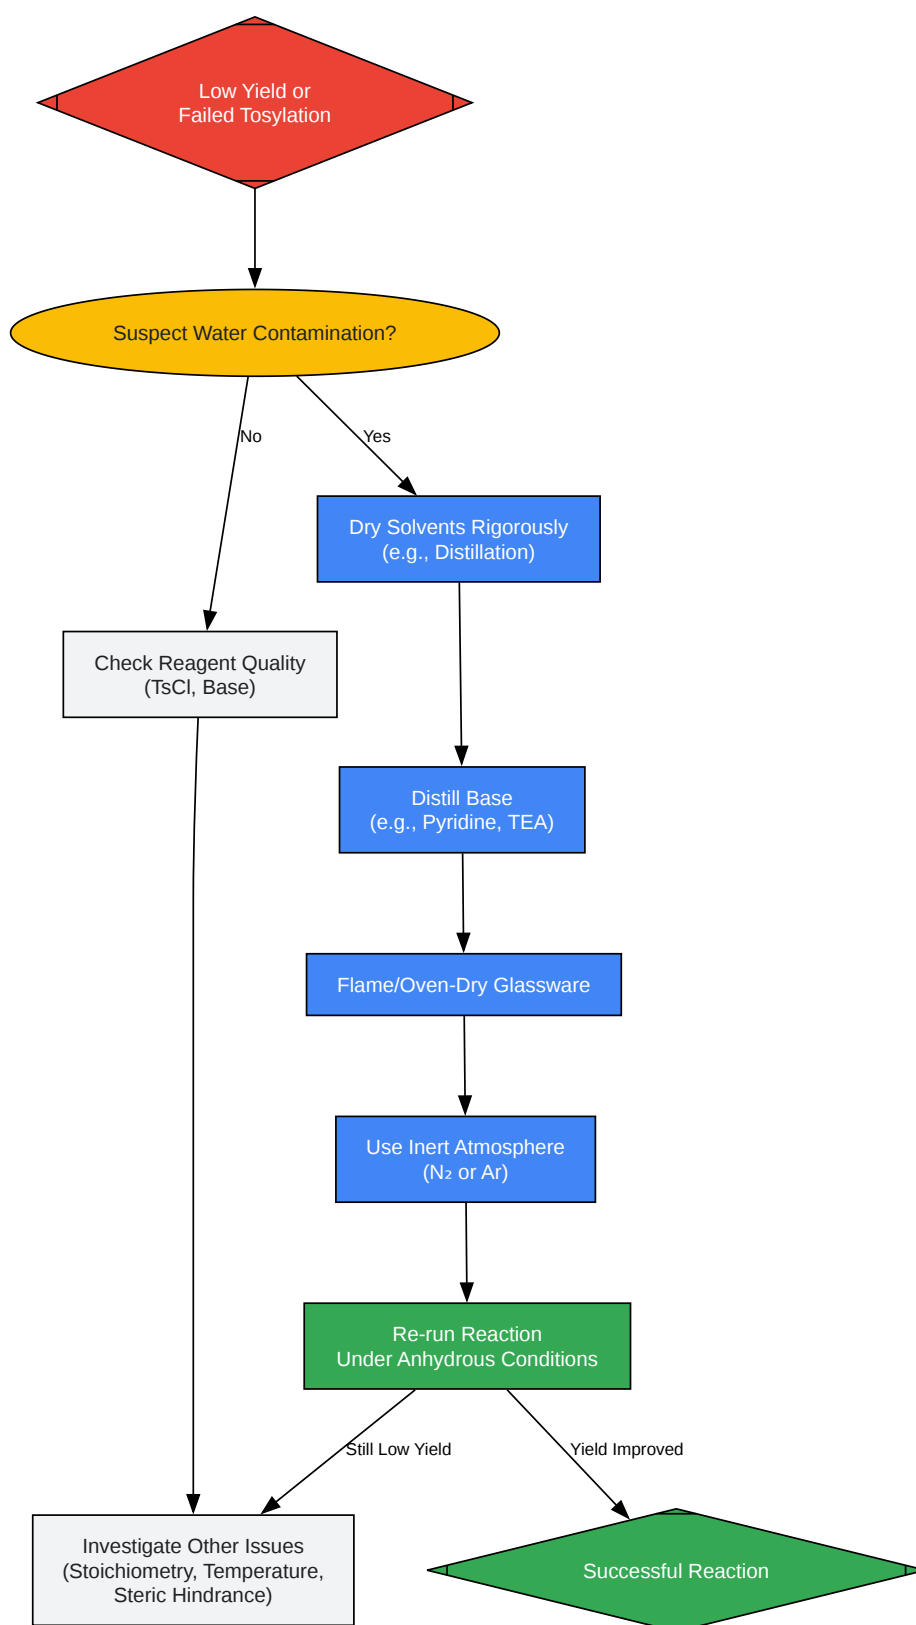 Low Yield or
Failed Tosylation
Suspect Water Contamination?
No
Yes
Dry Solvents Rigorously
(e.g., Distillation)
Check Reagent Quality
(TsCl, Base)
Distill Base
(e.g., Pyridine, TEA)
Flame/Oven-Dry Glassware
Use Inert Atmosphere
(N₂ or Ar)
Re-run Reaction
Under Anhydrous Conditions
Still Low Yield
Yield Improved
Investigate Other Issues
(Stoichiometry, Temperature,
Steric Hindrance)
Successful Reaction